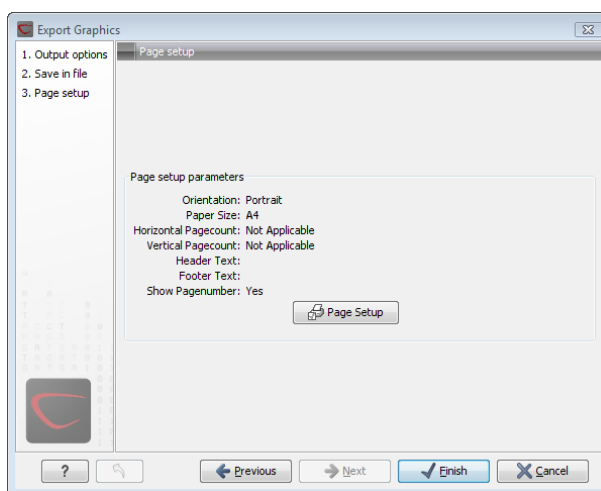 Export Graphics
1. Output options
2. Save in file
3. Page setup
Page setup
Page setup parameters
Orientation: Portrait
Paper Size: A4
Horizontal Pagecount: Not Applicable
Vertical Pagecount: Not Applicable
Header Text:
Footer Text:
Show Pagenumber: Yes
Page Setup
? Previous Next Finish Cancel